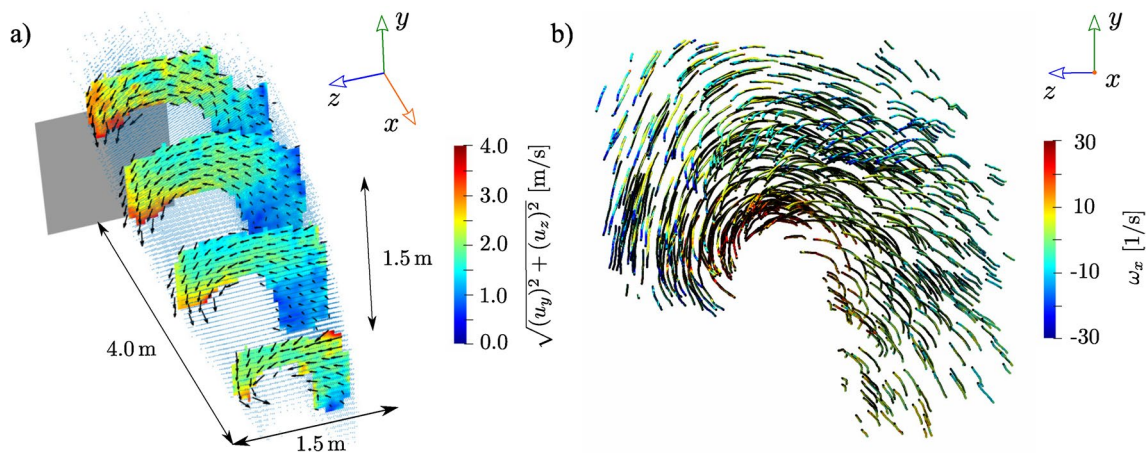 a)
y
z
x
4.0
3.0
2.0
1.0
0.0
√(u_y)² + (u_z)² [m/s]
1.5 m
4.0 m
1.5 m
b)
y
z
x
30
10
-10
-30
ω_x [1/s]